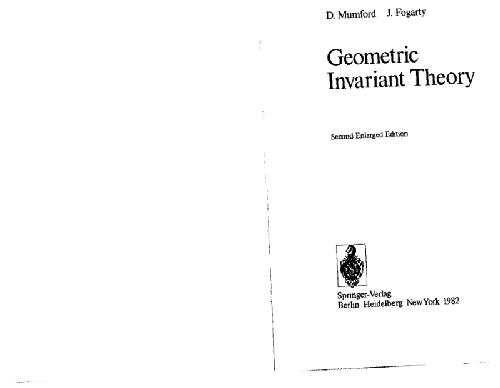 D. Mumford J. Fogarty
Geometric
Invariant Theory
Second Enlarged Edition
Springer-Verlag
Berlin Heidelberg New York 1982